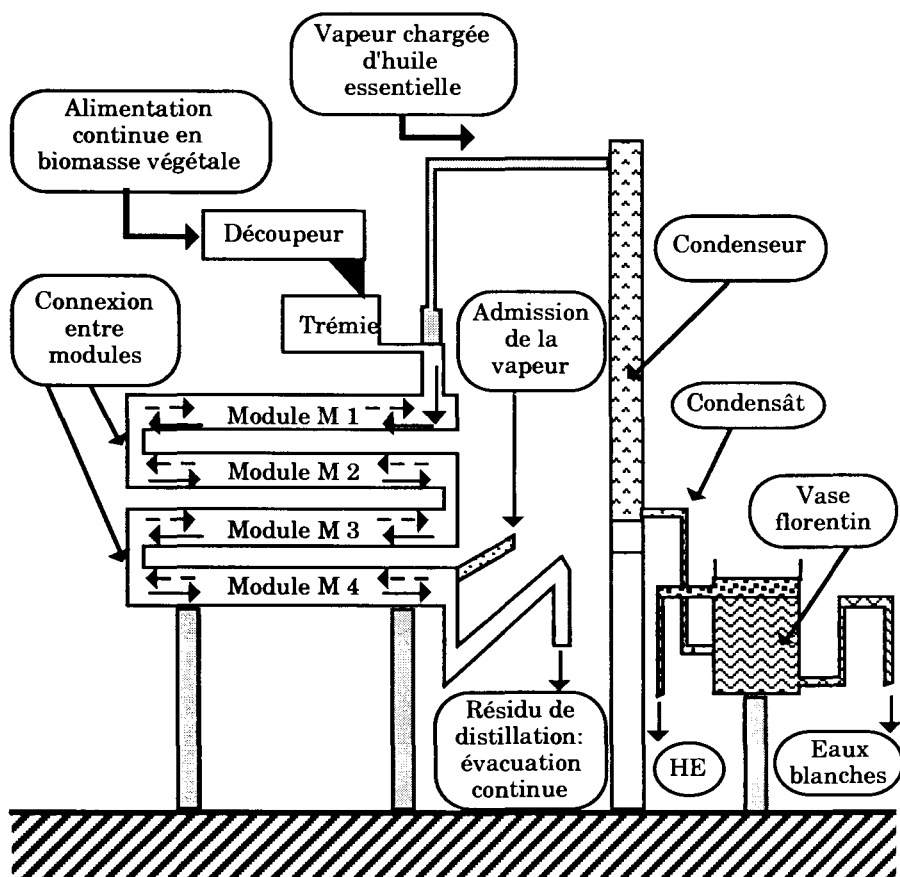 Vapeur chargée
d'huile
essentielle
Alimentation
continue en
biomasse végétale
Découpeur
Condenseur
Connexion
entre
modules
Trémie
Admission
de la
vapeur
Condensât
Module M 1
Module M 2
Vase
florentin
Module M 3
Module M 4
Résidu de
distillation:
évacuation
continue
HE
Eaux
blanches